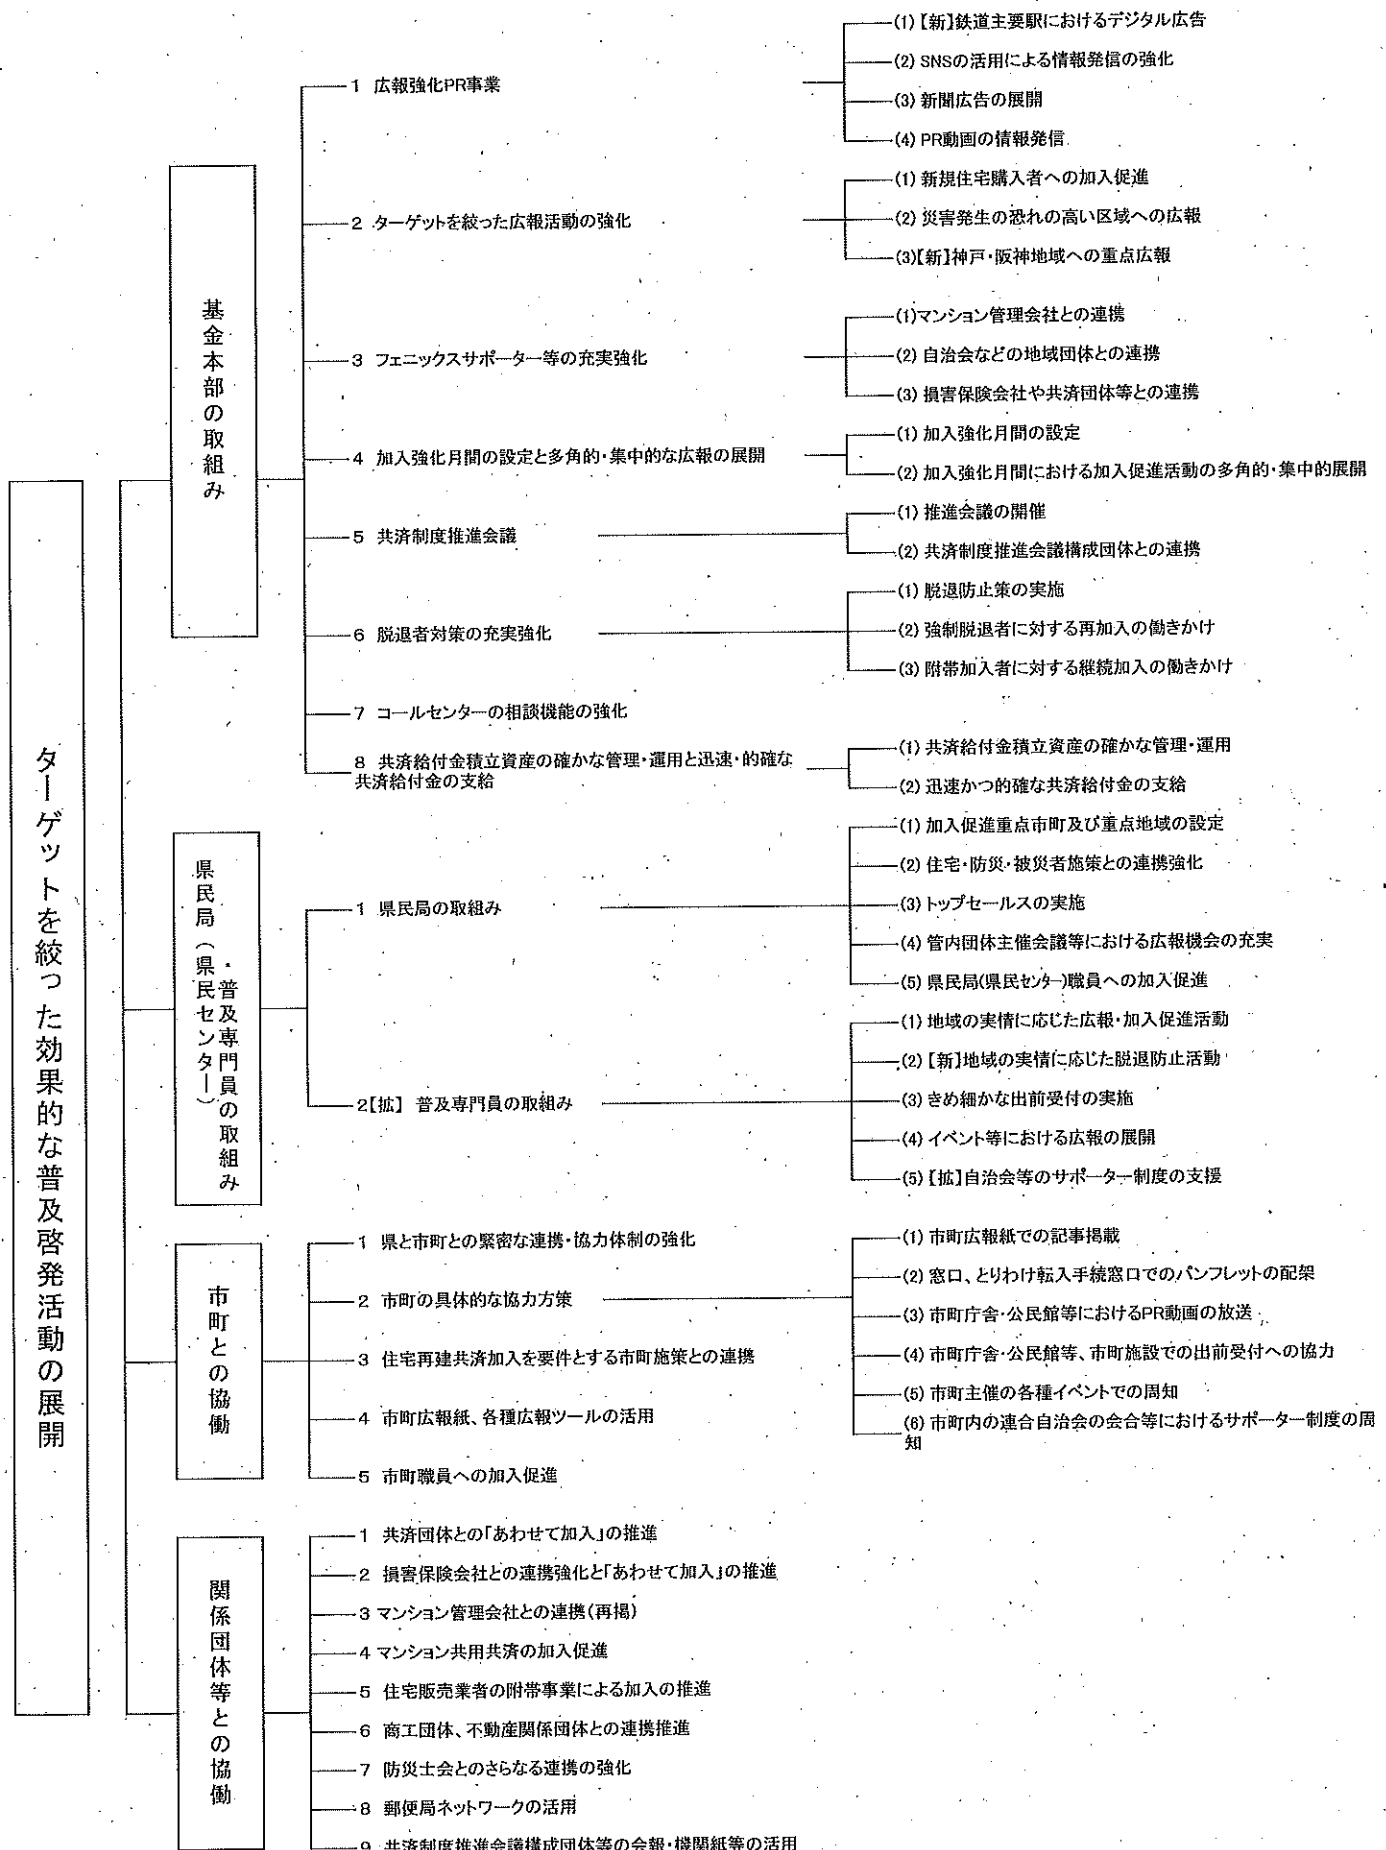 ターゲットを絞った効果的な普及啓発活動の展開
基金本部の取組み
1 広報強化PR事業
(1)【新】鉄道主要駅におけるデジタル広告
(2) SNSの活用による情報発信の強化
(3) 新聞広告の展開
(4) PR動画の情報発信
2 ターゲットを絞った広報活動の強化
(1) 新規住宅購入者への加入促進
(2) 災害発生の恐れの高い区域への広報
(3)【新】神戸・阪神地域への重点広報
3 フェニックスサポーター等の充実強化
(1)マンション管理会社との連携
(2) 自治会などの地域団体との連携
(3) 損害保険会社や共済団体等との連携
4 加入強化月間の設定と多角的・集中的な広報の展開
(1) 加入強化月間の設定
(2) 加入強化月間における加入促進活動の多角的・集中的展開
5 共済制度推進会議
(1) 推進会議の開催
(2) 共済制度推進会議構成団体との連携
6 脱退者対策の充実強化
(1) 脱退防止策の実施
(2) 強制脱退者に対する再加入の働きかけ
(3) 附帯加入者に対する継続加入の働きかけ
7 コールセンターの相談機能の強化
8 共済給付金積立資産の確かな管理・運用と迅速・的確な
共済給付金の支給
(1) 共済給付金積立資産の確かな管理・運用
(2) 迅速かつ的確な共済給付金の支給
県民局(県民センター)
・普及専門員の取組み
1 県民局の取組み
(1) 加入促進重点市町及び重点地域の設定
(2) 住宅・防災・被災者施策との連携強化
(3) トップセールスの実施
(4) 管内団体主催会議等における広報機会の充実
(5) 県民局(県民センター)職員への加入促進
2【拡】 普及専門員の取組み
(1) 地域の実情に応じた広報・加入促進活動
(2) 【新】地域の実情に応じた脱退防止活動
(3) きめ細かな出前受付の実施
(4) イベント等における広報の展開
(5) 【拡】自治会等のサポーター制度の支援
市町との協働
1 県と市町との緊密な連携・協力体制の強化
2 市町の具体的な協力方策
(1) 市町広報紙での記事掲載
(2) 窓口、とりわけ転入手続窓口でのパンフレットの配架
(3) 市町庁舎・公民館等におけるPR動画の放送
(4) 市町庁舎・公民館等、市町施設での出前受付への協力
(5) 市町主催の各種イベントでの周知
(6) 市町内の連合自治会の会合等におけるサポーター制度の周
知
3 住宅再建共済加入を要件とする市町施策との連携
4 市町広報紙、各種広報ツールの活用
5 市町職員への加入促進
関係団体等との協働
1 共済団体との「あわせて加入」の推進
2 損害保険会社との連携強化と「あわせて加入」の推進
3 マンション管理会社との連携(再掲)
4 マンション共用共済の加入促進
5 住宅販売業者の附帯事業による加入の推進
6 商工団体、不動産関係団体との連携推進
7 防災士会とのさらなる連携の強化
8 郵便局ネットワークの活用
9 共済制度推進会議構成団体等の会報・機関紙等の活用